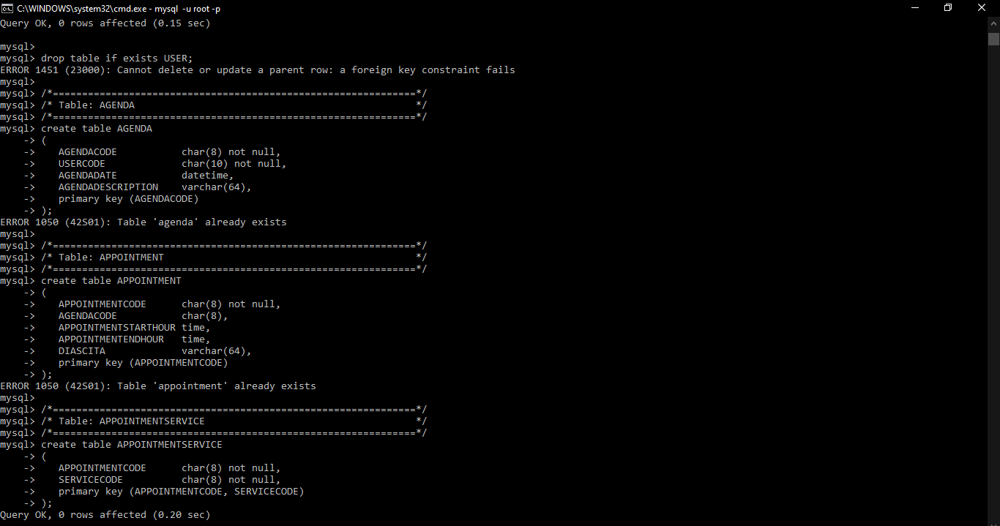 C:\WINDOWS\system32\cmd.exe - mysql  -u root -p
Query OK, 0 rows affected (0.15 sec)
mysql>
mysql> drop table if exists USER;
ERROR 1451 (23000): Cannot delete or update a parent row: a foreign key constraint fails
mysql>
mysql> /*==============================================================*/
mysql> /* Table: AGENDA                                                */
mysql> /*==============================================================*/
mysql> create table AGENDA
    -> (
    ->    AGENDACODE           char(8) not null,
    ->    USERCODE             char(10) not null,
    ->    AGENDADATE           datetime,
    ->    AGENDADESCRIPTION    varchar(64),
    ->    primary key (AGENDACODE)
    -> );
ERROR 1050 (42S01): Table 'agenda' already exists
mysql>
mysql> /*==============================================================*/
mysql> /* Table: APPOINTMENT                                           */
mysql> /*==============================================================*/
mysql> create table APPOINTMENT
    -> (
    ->    APPOINTMENTCODE      char(8) not null,
    ->    AGENDACODE           char(8),
    ->    APPOINTMENTSTARTHOUR time,
    ->    APPOINTMENTENDHOUR   time,
    ->    DIASCITA             varchar(64),
    ->    primary key (APPOINTMENTCODE)
    -> );
ERROR 1050 (42S01): Table 'appointment' already exists
mysql>
mysql> /*==============================================================*/
mysql> /* Table: APPOINTMENTSERVICE                                    */
mysql> /*==============================================================*/
mysql> create table APPOINTMENTSERVICE
    -> (
    ->    APPOINTMENTCODE      char(8) not null,
    ->    SERVICECODE          char(8) not null,
    ->    primary key (APPOINTMENTCODE, SERVICECODE)
    -> );
Query OK, 0 rows affected (0.20 sec)